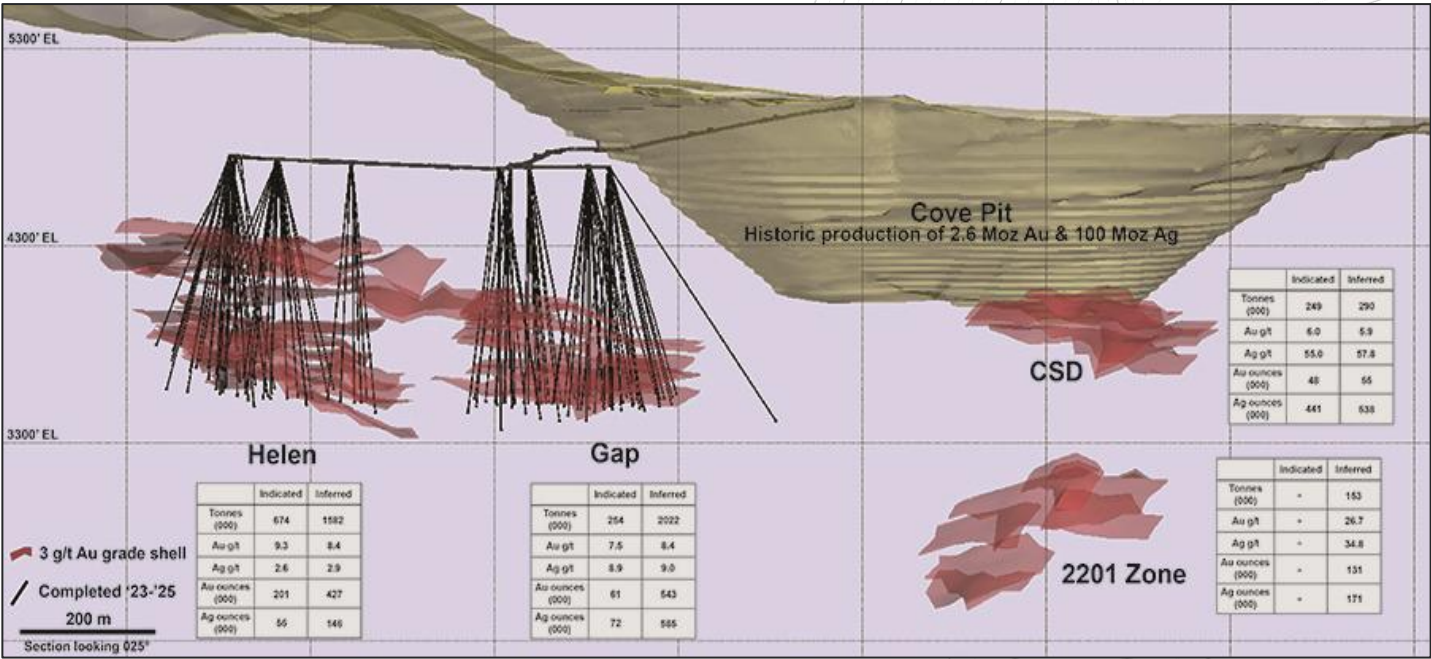 5300' EL
4300' EL
3300' EL
Cove Pit
Historic production of 2.6 Moz Au & 100 Moz Ag
CSD
Indicated Inferred
Tonnes (000) 249 290
Au g/t 6.0 5.9
Ag g/t 55.0 57.8
Au ounces (000) 48 55
Ag ounces (000) 441 538
Helen
Indicated Inferred
Tonnes (000) 674 1582
Au g/t 9.3 8.4
Ag g/t 2.6 2.9
Au ounces (000) 201 427
Ag ounces (000) 56 146
Gap
Indicated Inferred
Tonnes (000) 254 2022
Au g/t 7.5 8.4
Ag g/t 8.9 9.0
Au ounces (000) 61 543
Ag ounces (000) 72 585
2201 Zone
Indicated Inferred
Tonnes (000) - 153
Au g/t - 26.7
Ag g/t - 34.8
Au ounces (000) - 131
Ag ounces (000) - 171
3 g/t Au grade shell
Completed '23-'25
200 m
Section looking 025°